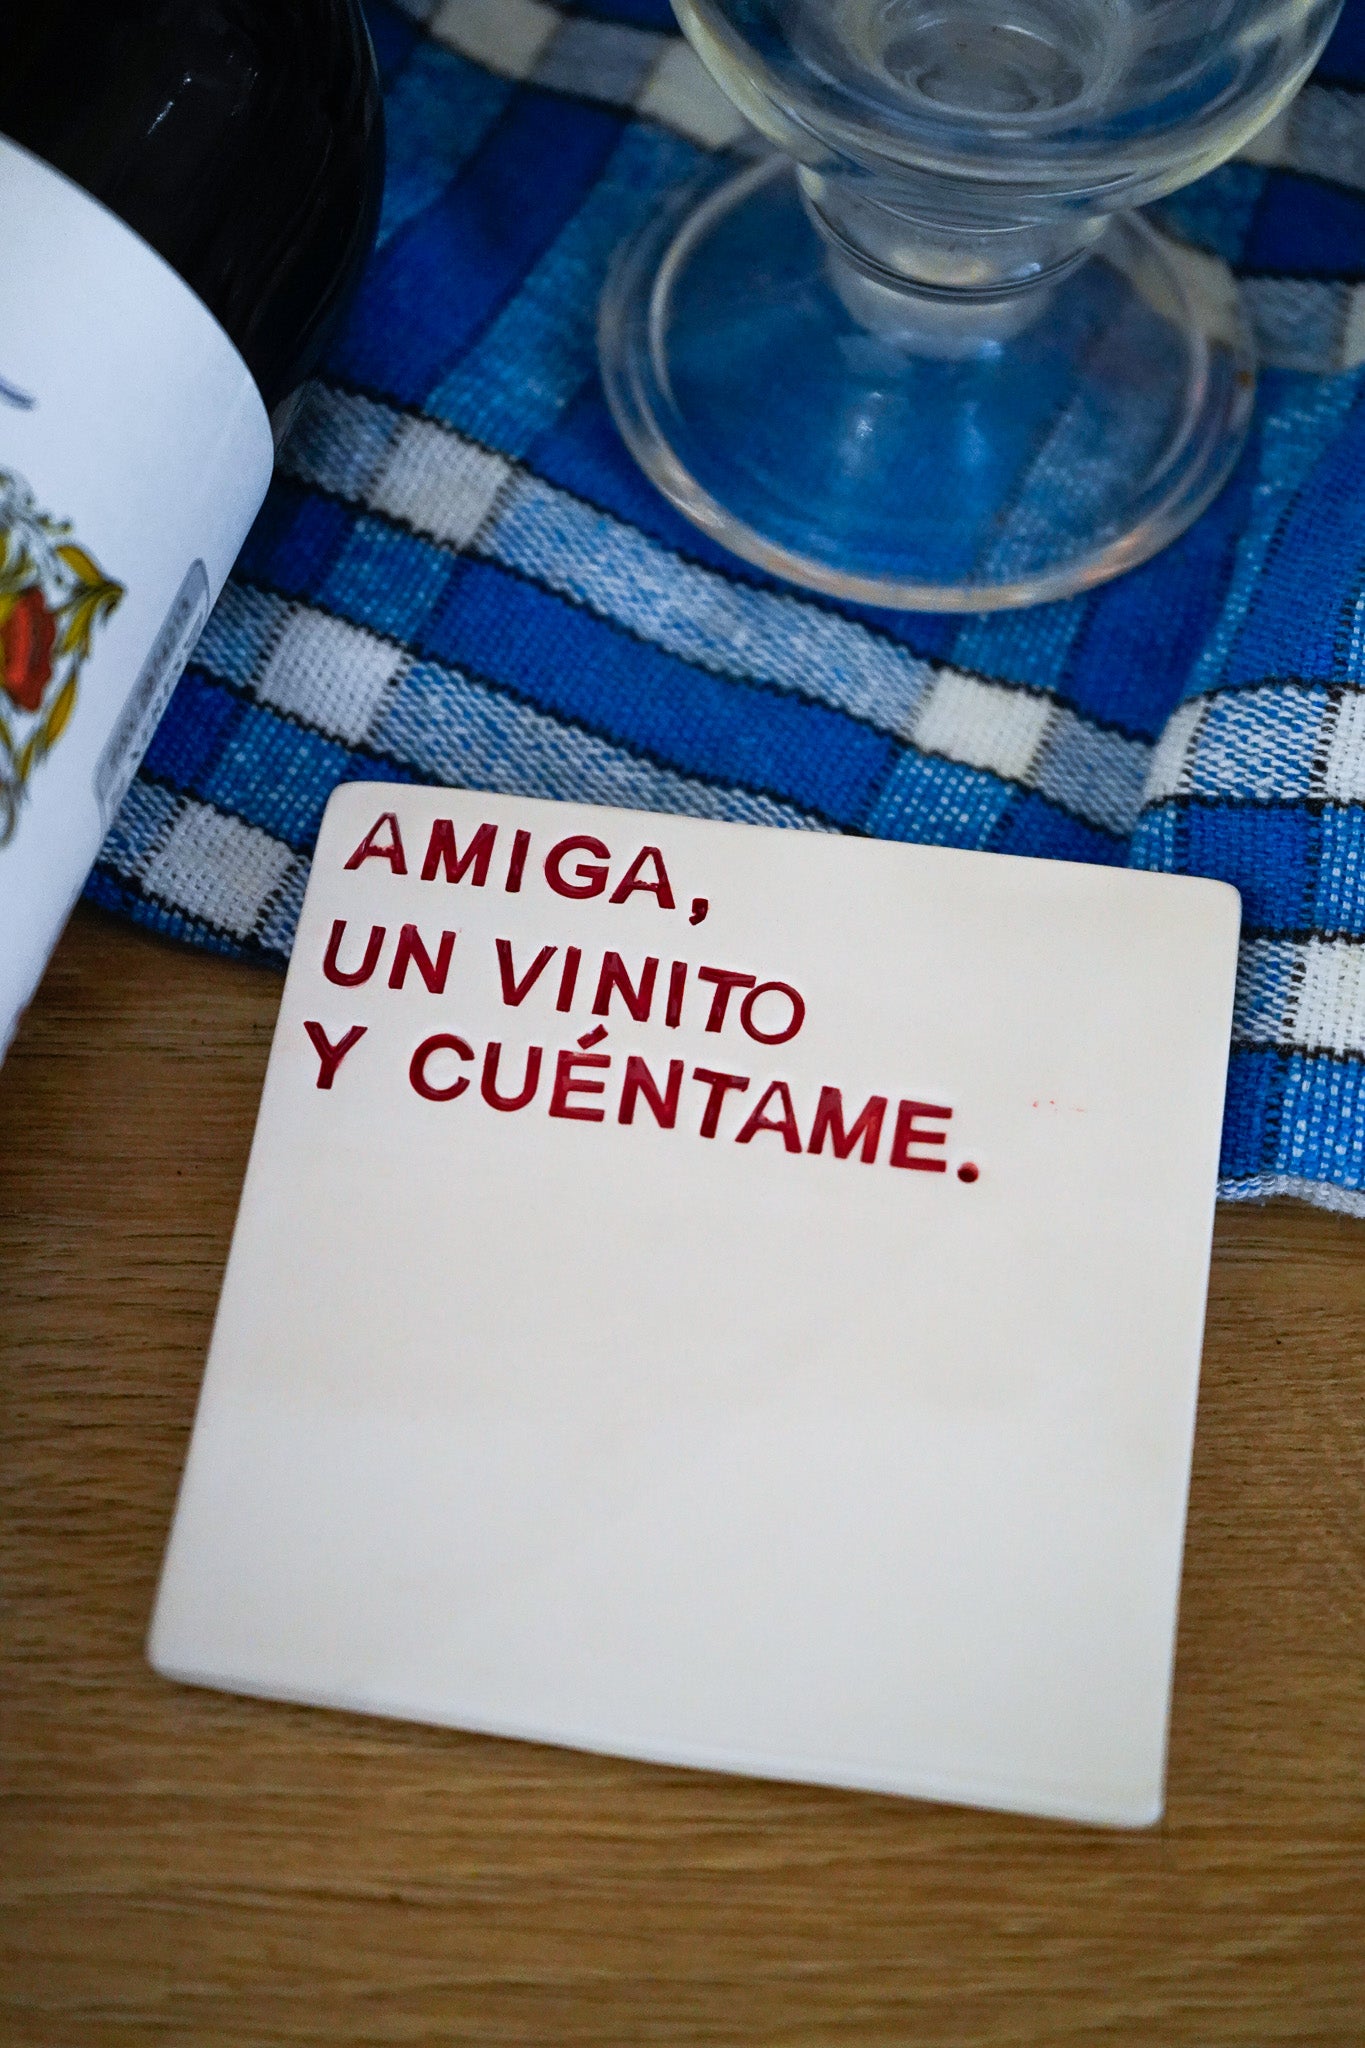 AMIGA,
UN VINITO
Y CUÉNTAME.